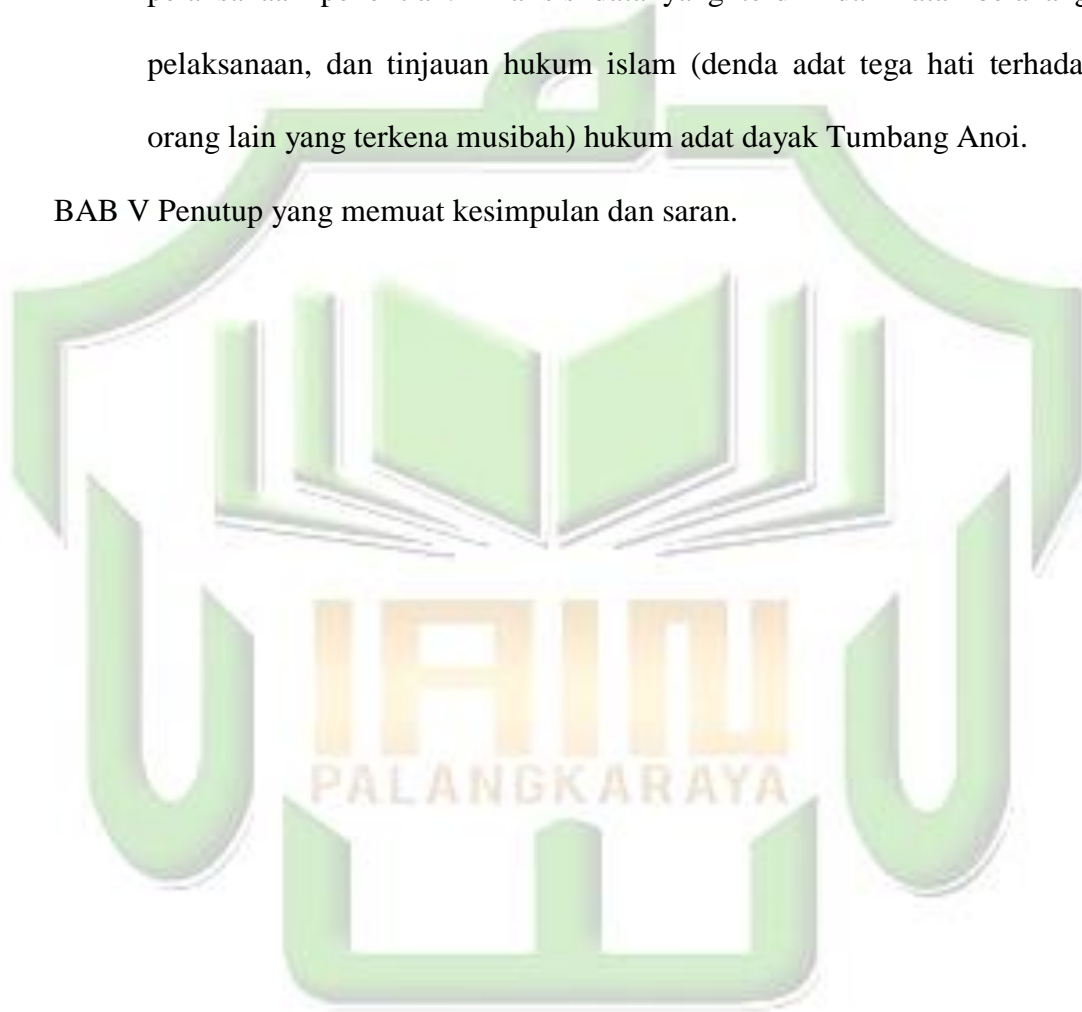 pelaksanaan, dan tinjauan hukum islam (denda adat tega hati
orang lain yang terkena musibah) hukum adat dayak Tumbang Anoi.
BAB V Penutup yang memuat kesimpulan dan saran.
IAIN
PALANGKARAYA